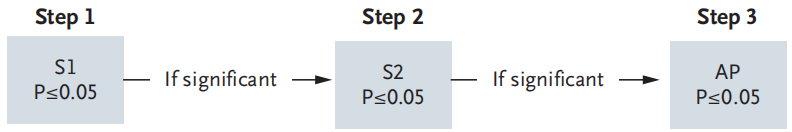 Step 1
Step 2
Step 3
S1
P≤0.05
If significant
S2
P≤0.05
If significant
AP
P≤0.05